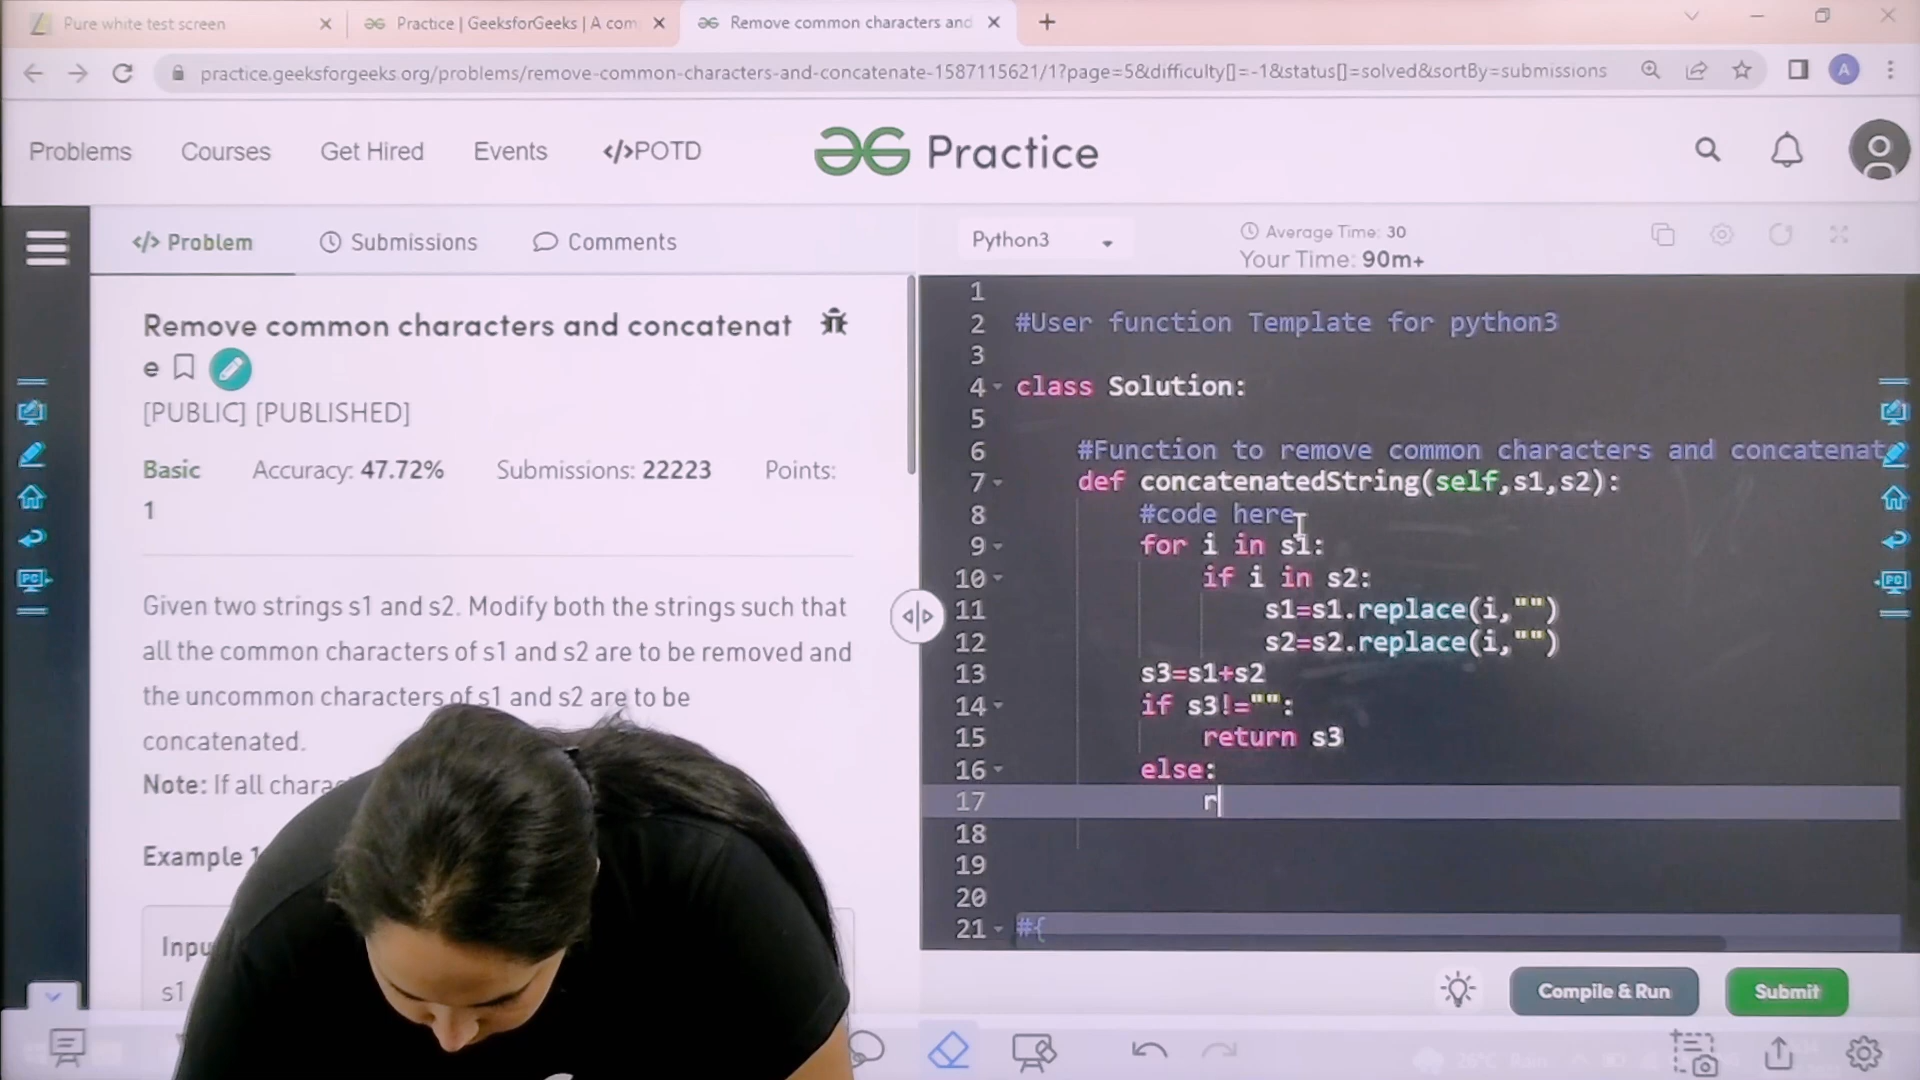 Pure white test screen
Practice | GeeksforGeeks | A com
Remove common characters and
practice.geeksforgeeks.org/problems/remove-common-characters-and-concatenate-1587115621/1?page=5&difficulty[]=-1&status[]=solved&sortBy=submissions
A
Problems
Courses
Get Hired
Events
</>POTD
Practice
</> Problem
Submissions
Comments
Python3
Average Time: 30
Your Time: 90m+
Remove common characters and concatenat
e
[PUBLIC] [PUBLISHED]
Basic
Accuracy: 47.72%
Submissions: 22223
Points:
1
Given two strings s1 and s2. Modify both the strings such that
all the common characters of s1 and s2 are to be removed and
the uncommon characters of s1 and s2 are to be
concatenated.
Note: If all
Example 1
s1
1
2 #User function Template for python3
3
4 class Solution:
5
6 #Function to remove common characters and concatenat
7 def concatenatedString(self,s1,s2):
8 #code here
9 for i in s1:
10 if i in s2:
11 s1=s1.replace(i,"")
12 s2=s2.replace(i,"")
13 s3=s1+s2
14 if s3!="":
15 return s3
16 else:
17 r
18
19
20
21 #{
PC
PC
Compile & Run
Submit
26°C Rain